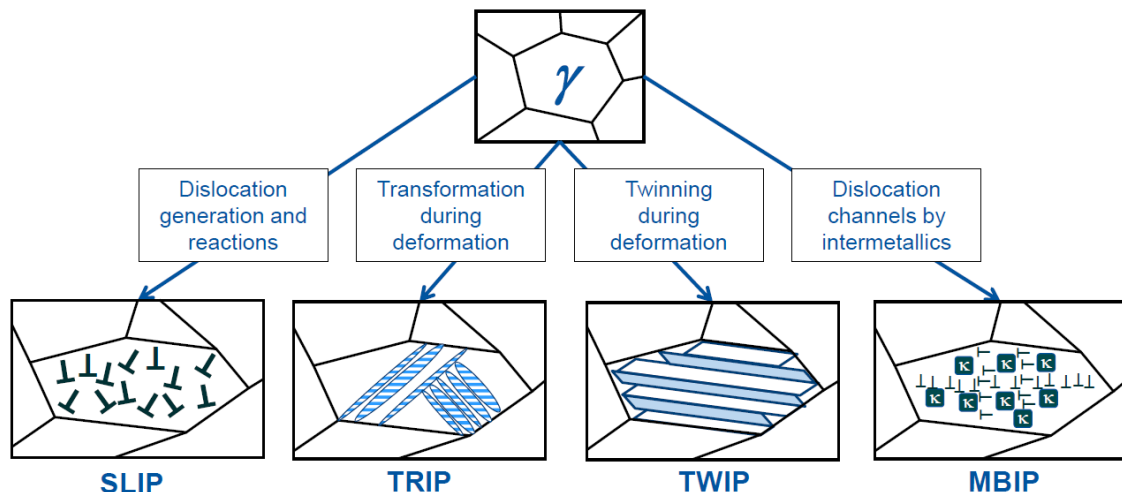 γ
Dislocation
generation and
reactions
Transformation
during
deformation
Twinning
during
deformation
Dislocation
channels by
intermetallics
κ κ κ
κ κ κ κ
κ
SLIP
TRIP
TWIP
MBIP